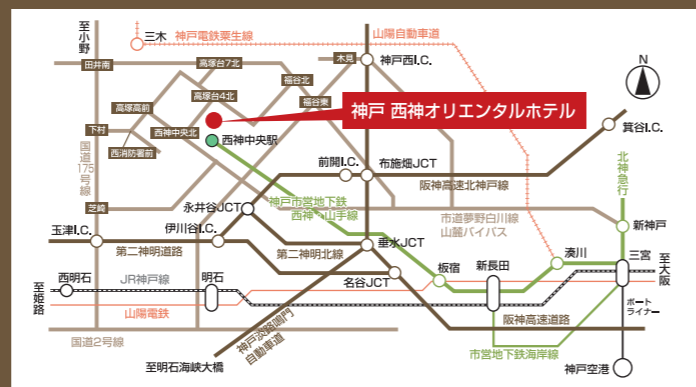 至小野
三木
神戸電鉄粟生線
山陽自動車道
田井南
高塚台7北
木見
神戸西I.C.
N
福谷北
高塚高前
高塚台4北
福谷東
神戸 西神オリエンタルホテル
下村
西神中央北
西神中央駅
西消防署前
箕谷I.C.
国道175号線
前開I.C.
布施畑JCT
阪神高速北神戸線
北神急行
芝崎
永井谷JCT
神戸市営地下鉄
西神・山手線
市道夢野白川線
山麓バイパス
新神戸
玉津I.C.
伊川谷I.C.
第二神明道路
第二神明北線
垂水JCT
湊川
三宮
至大阪
至姫路
西明石
JR神戸線
明石
名谷JCT
板宿
新長田
山陽電鉄
ポートライナー
阪神高速道路
国道2号線
神戸淡路鳴門
自動車道
至明石海峡大橋
市営地下鉄海岸線
神戸空港